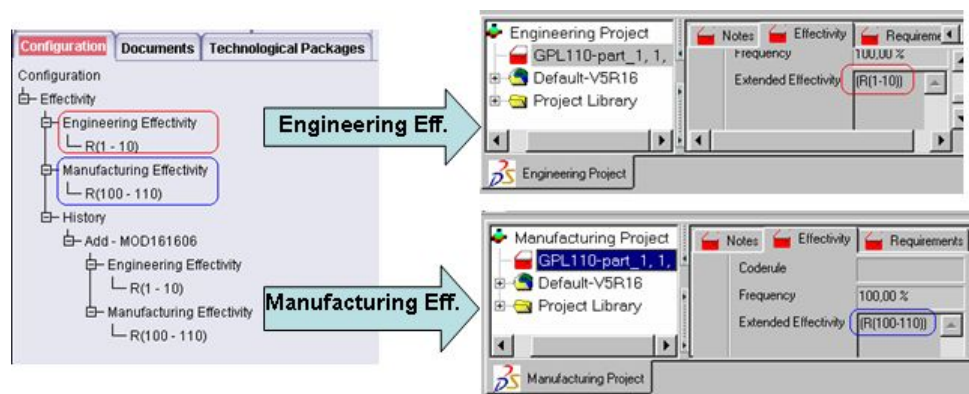 Configuration Documents Technological Packages
Configuration
Effectivity
Engineering Effectivity
R(1 - 10)
Manufacturing Effectivity
R(100 - 110)
History
Add - MOD161606
Engineering Effectivity
R(1 - 10)
Manufacturing Effectivity
R(100 - 110)
Engineering Eff.
Manufacturing Eff.
Engineering Project
GPL110-part_1, 1,
Default-V5R16
Project Library
Engineering Project
Notes Effectivity Requireme
Frequency 100,00 %
Extended Effectivity (R(1-10))
Manufacturing Project
GPL110-part_1, 1,
Default-V5R16
Project Library
Manufacturing Project
Notes Effectivity Requirements
Coderule
Frequency 100,00 %
Extended Effectivity (R(100-110))